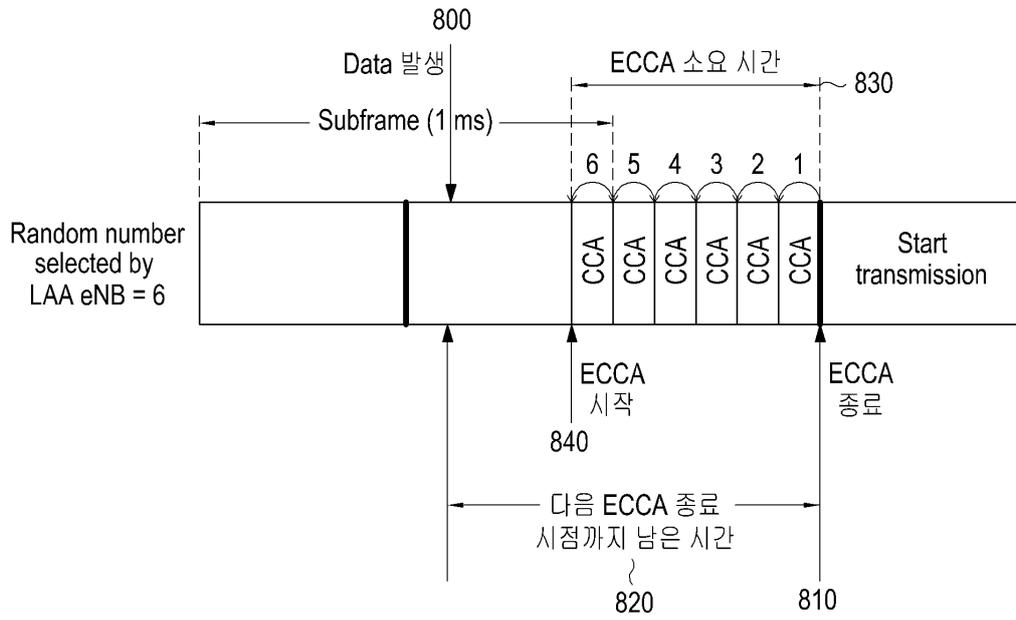 800
Data 발생
ECCA 소요 시간
830
Subframe (1 ms)
6 5 4 3 2 1
Random number
selected by
LAA eNB = 6
CCA CCA CCA CCA CCA CCA
Start
transmission
ECCA
시작
840
ECCA
종료
다음 ECCA 종료
시점까지 남은 시간
820
810